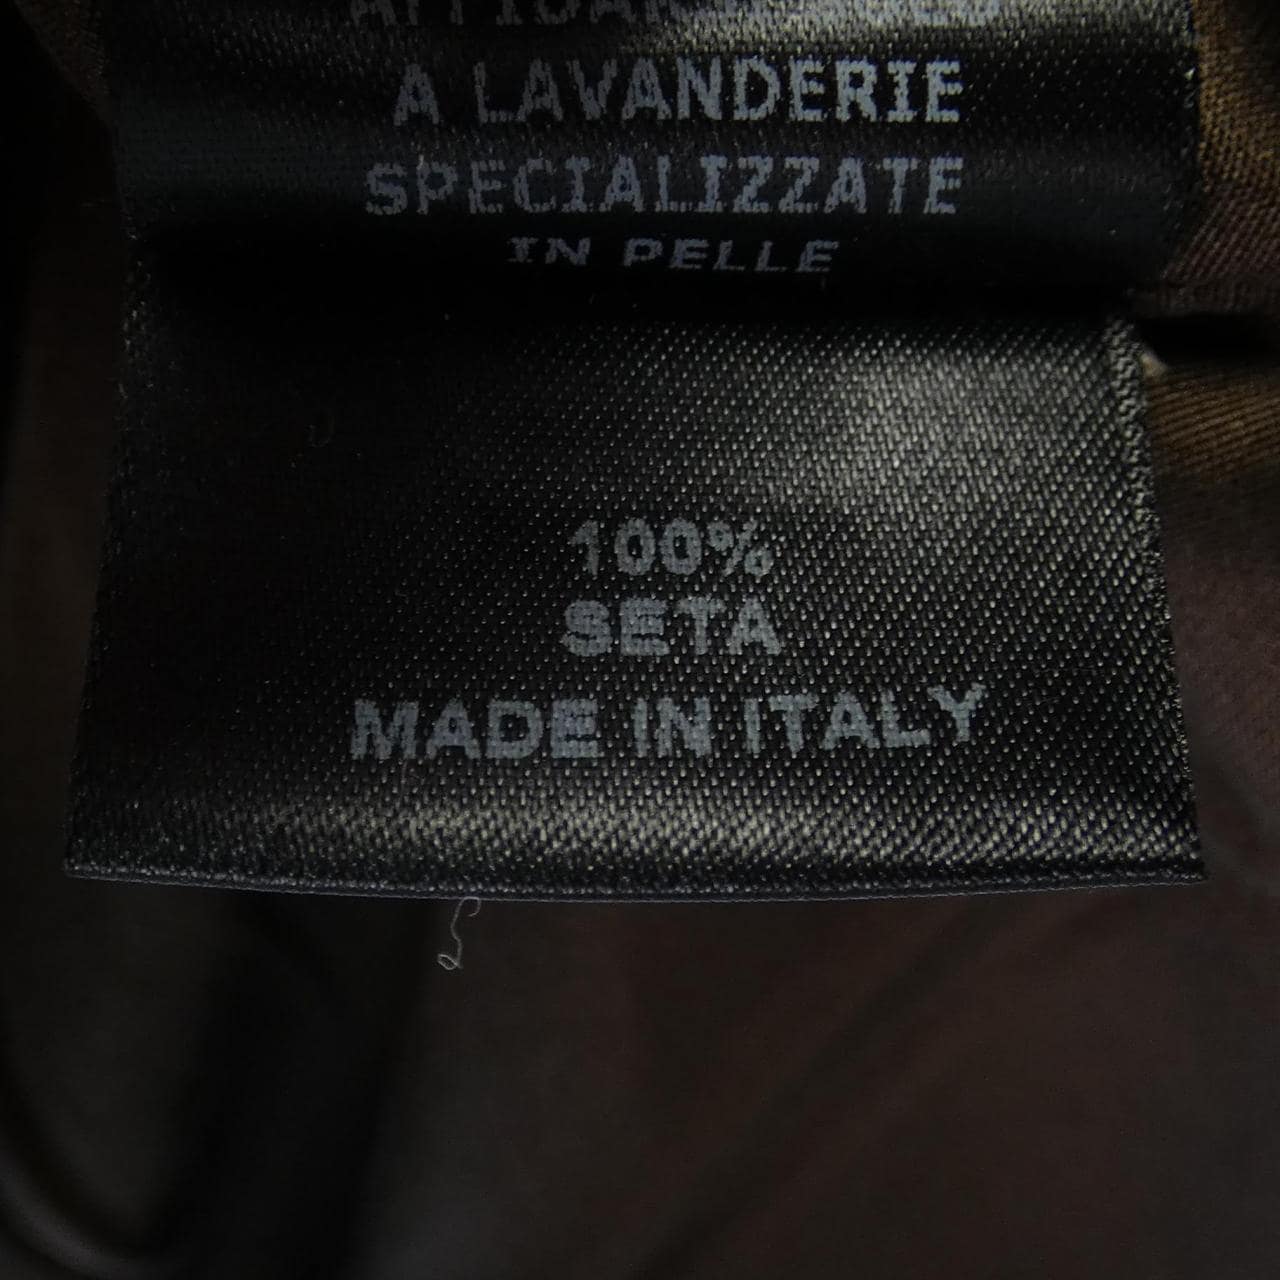 A LAVANDERIE
SPECIALIZZATE
IN PELLE
100%
SETA
MADE IN ITALY